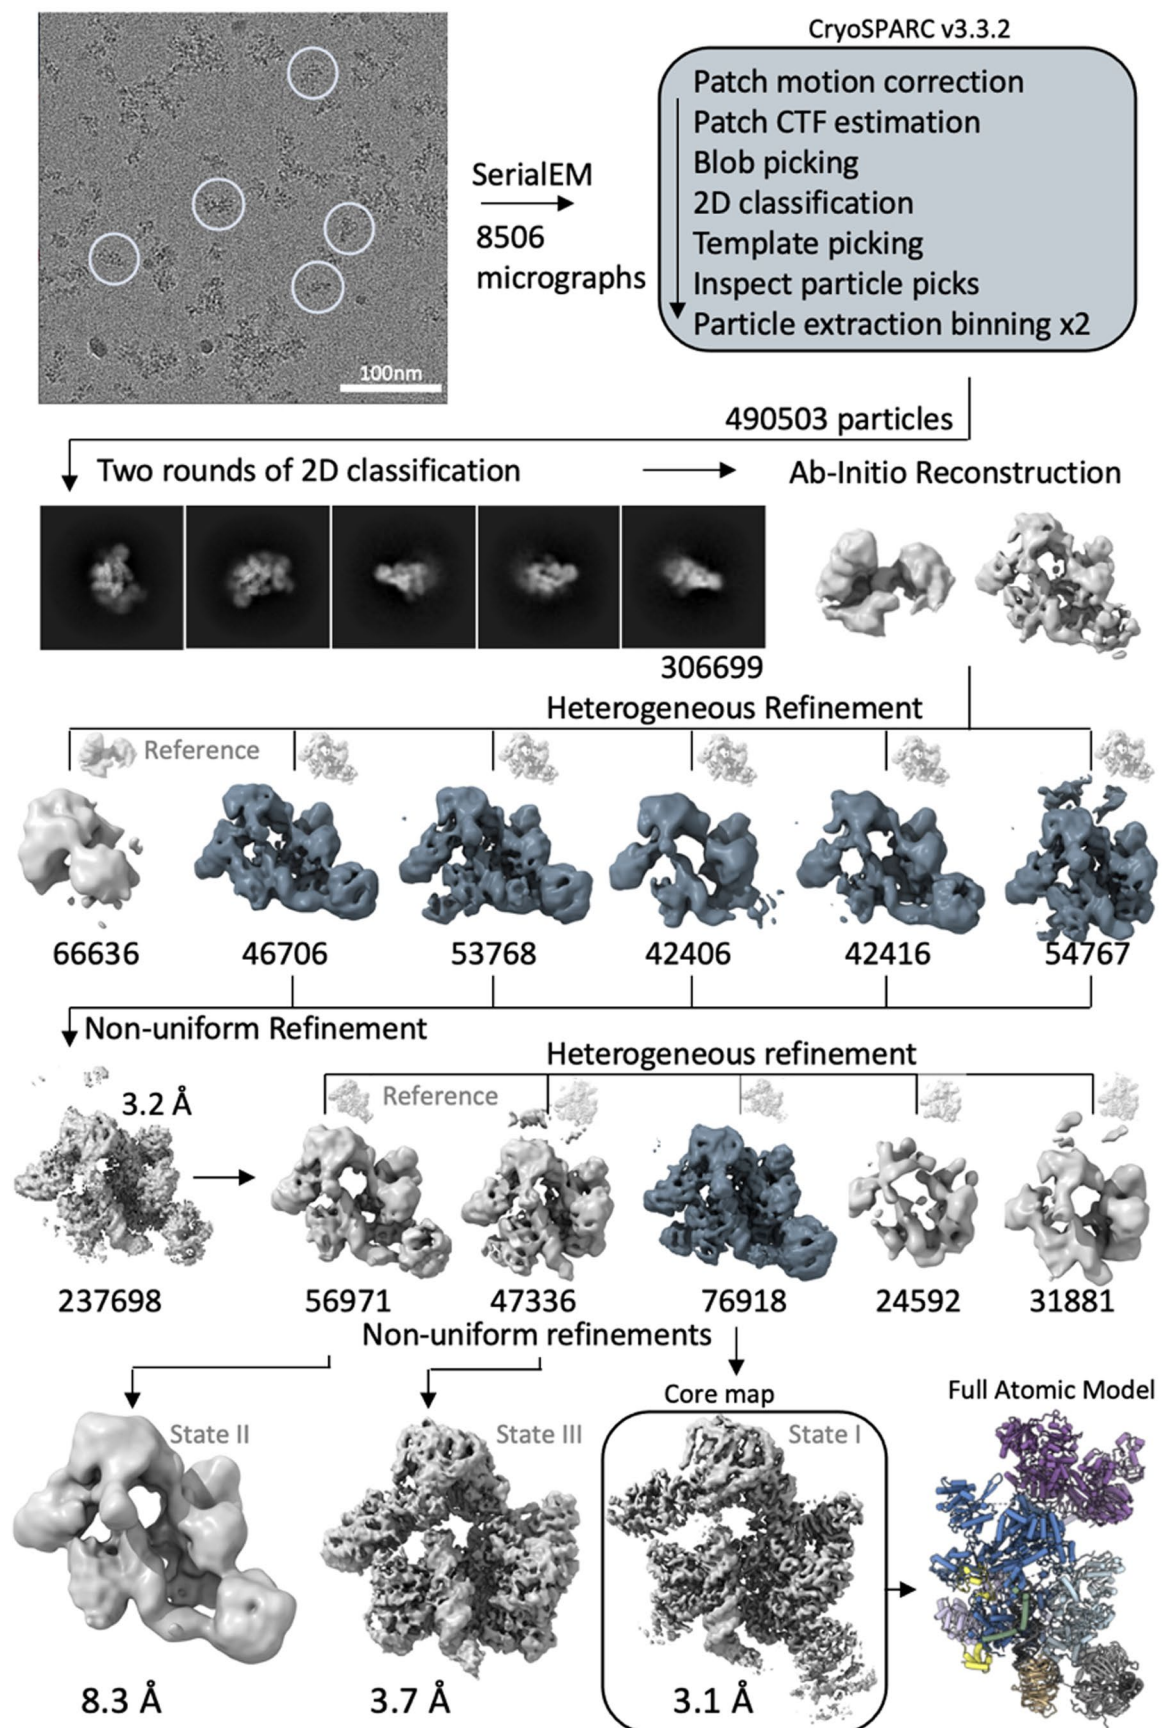 CryoSPARC v3.3.2
Patch motion correction
Patch CTF estimation
Blob picking
2D classification
Template picking
Inspect particle picks
Particle extraction binning x2
SerialEM
8506
micrographs
100nm
490503 particles
Two rounds of 2D classification
Ab-Initio Reconstruction
306699
Heterogeneous Refinement
Reference
66636
46706
53768
42406
42416
54767
Non-uniform Refinement
Heterogeneous refinement
3.2 Å
Reference
237698
56971
47336
76918
24592
31881
Non-uniform refinements
Core map
Full Atomic Model
State II
State III
State I
8.3 Å
3.7 Å
3.1 Å